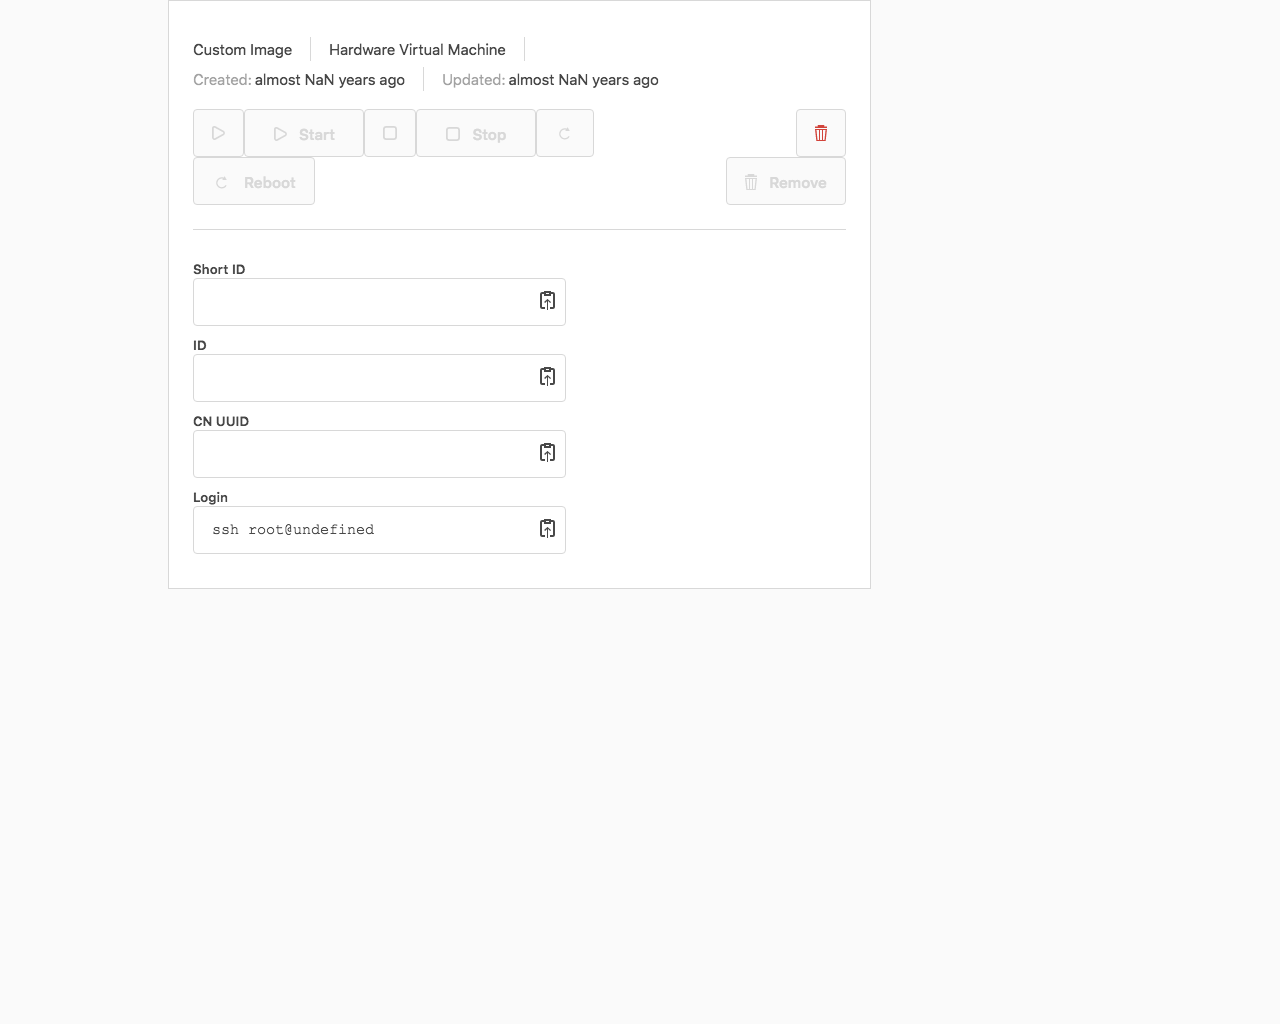 Custom Image Hardware Virtual Machine
Created: almost NaN years ago Updated: almost NaN years ago
Start Stop
Reboot Remove
Short ID
ID
CN UUID
Login
ssh root@undefined